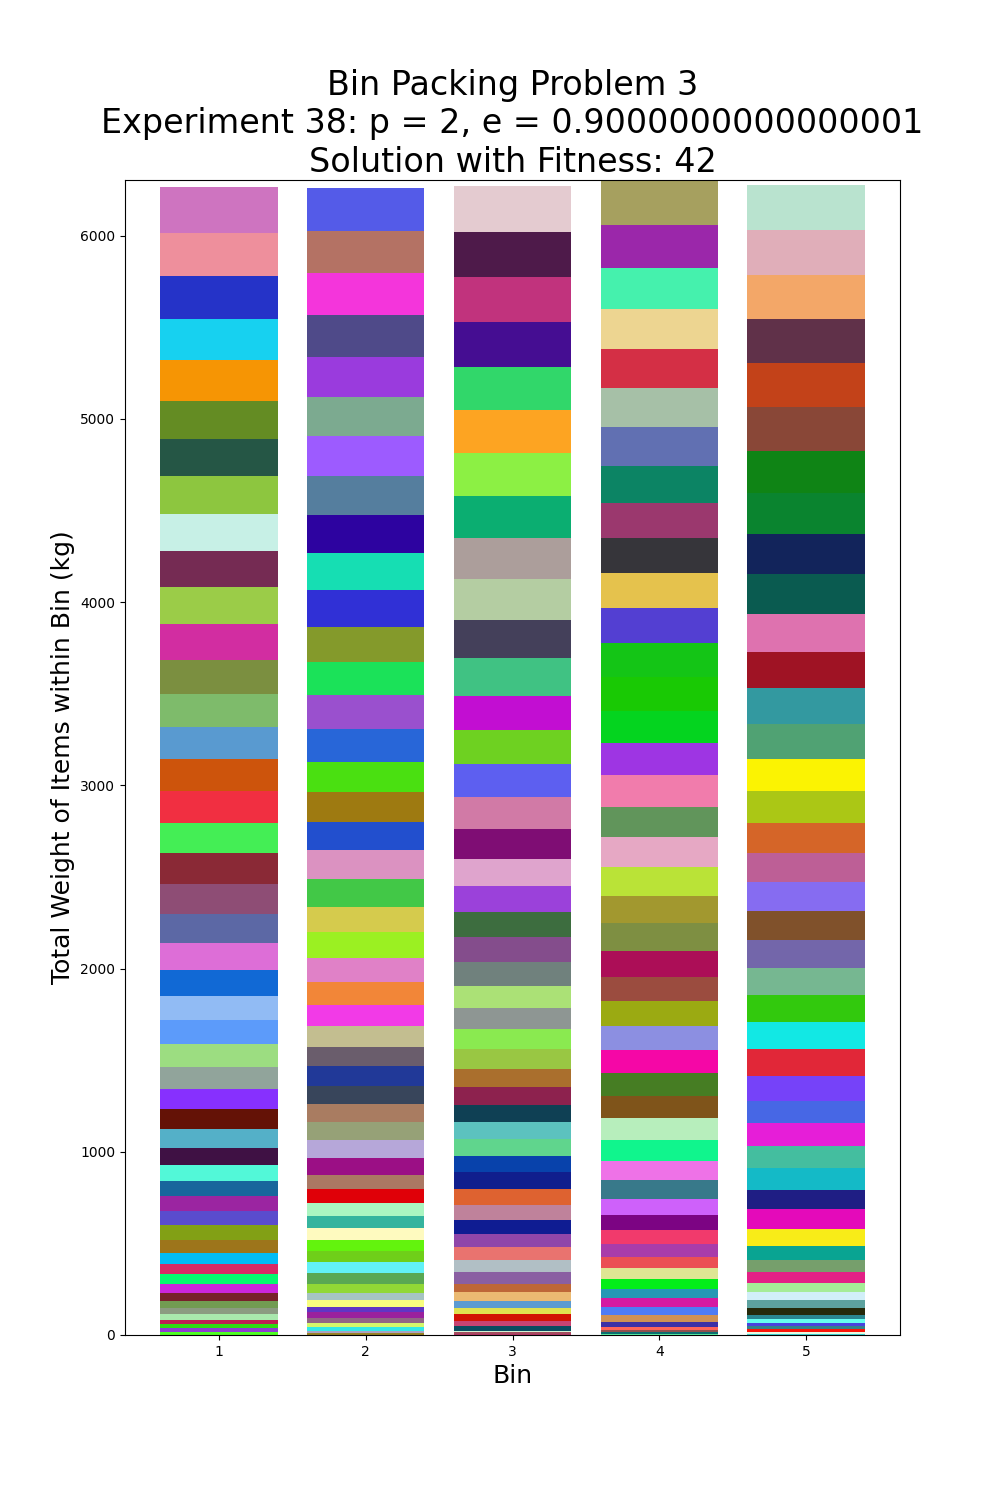 Bin Packing Problem 3
Experiment 38: p = 2, e = 0.9000000000000001
Solution with Fitness: 42
Total Weight of Items within Bin (kg)
6000
5000
4000
3000
2000
1000
0
1 2 3 4 5
Bin